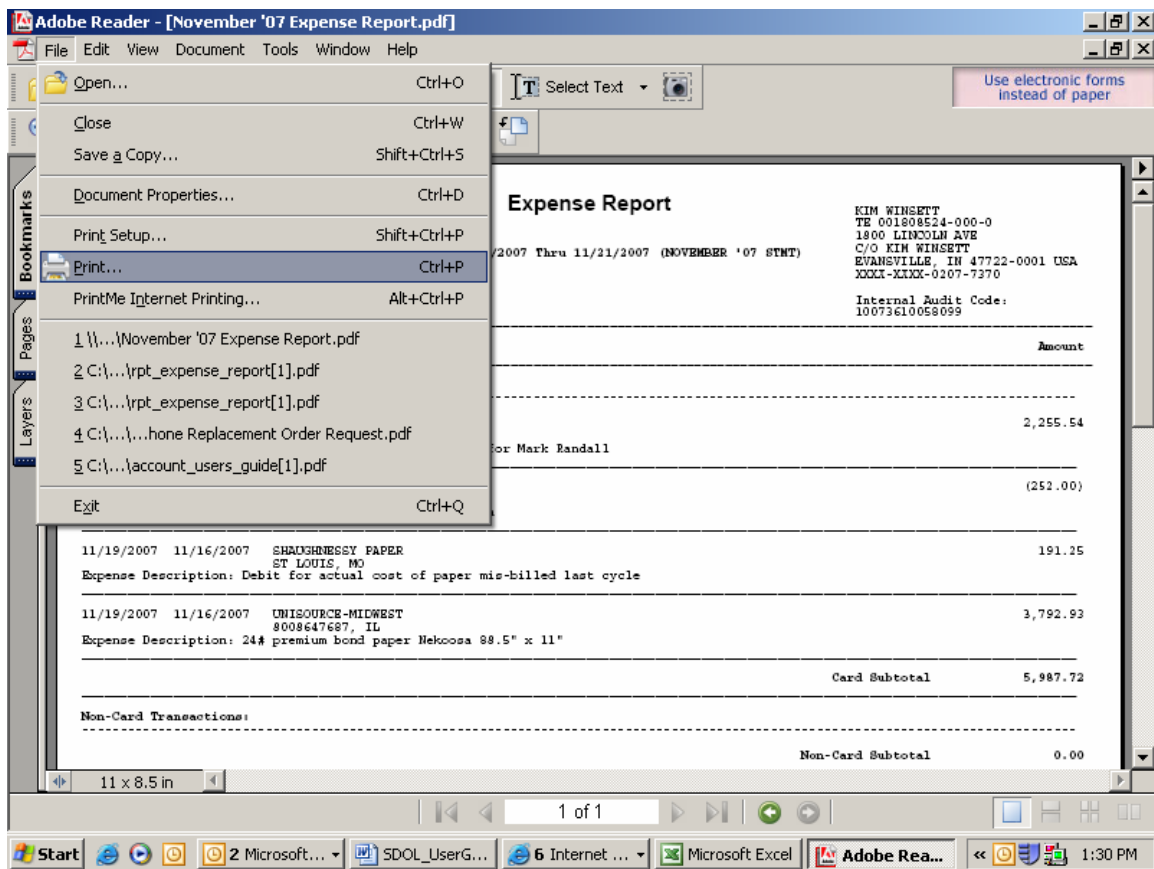 Adobe Reader - [November '07 Expense Report.pdf]
File Edit View Document Tools Window Help
Open... Ctrl+O
Close Ctrl+W
Save a Copy... Shift+Ctrl+S
Document Properties... Ctrl+D
Print Setup... Shift+Ctrl+P
Print... Ctrl+P
PrintMe Internet Printing... Alt+Ctrl+P
1 \\...\November '07 Expense Report.pdf
2 C:\...\rpt_expense_report[1].pdf
3 C:\...\rpt_expense_report[1].pdf
4 C:\...\...hone Replacement Order Request.pdf
5 C:\...\account_users_guide[1].pdf
Exit Ctrl+Q
Select Text
Use electronic forms
instead of paper
Bookmarks
Pages
Layers
Expense Report
/2007 Thru 11/21/2007 (NOVEMBER '07 STMT)
KIM WINSETT
TE 001808524-000-0
1800 LINCOLN AVE
C/O KIM WINSETT
EVANSVILLE, IN 47722-0001 USA
XXXX-XXXX-0207-7370
Internal Audit Code:
10073610058099
Amount
2,255.54
for Mark Randall
(252.00)
11/19/2007 11/16/2007 SHAUGHNESSY PAPER 191.25
ST LOUIS, MO
Expense Description: Debit for actual cost of paper mis-billed last cycle
11/19/2007 11/16/2007 UNISOURCE-MIDWEST 3,792.93
8008647687, IL
Expense Description: 24# premium bond paper Nekoosa 88.5" x 11"
Card Subtotal 5,987.72
Non-Card Transactions:
Non-Card Subtotal 0.00
11 x 8.5 in
1 of 1
Start 2 Microsoft... SDOL_UserG... 6 Internet ... Microsoft Excel Adobe Rea... 1:30 PM